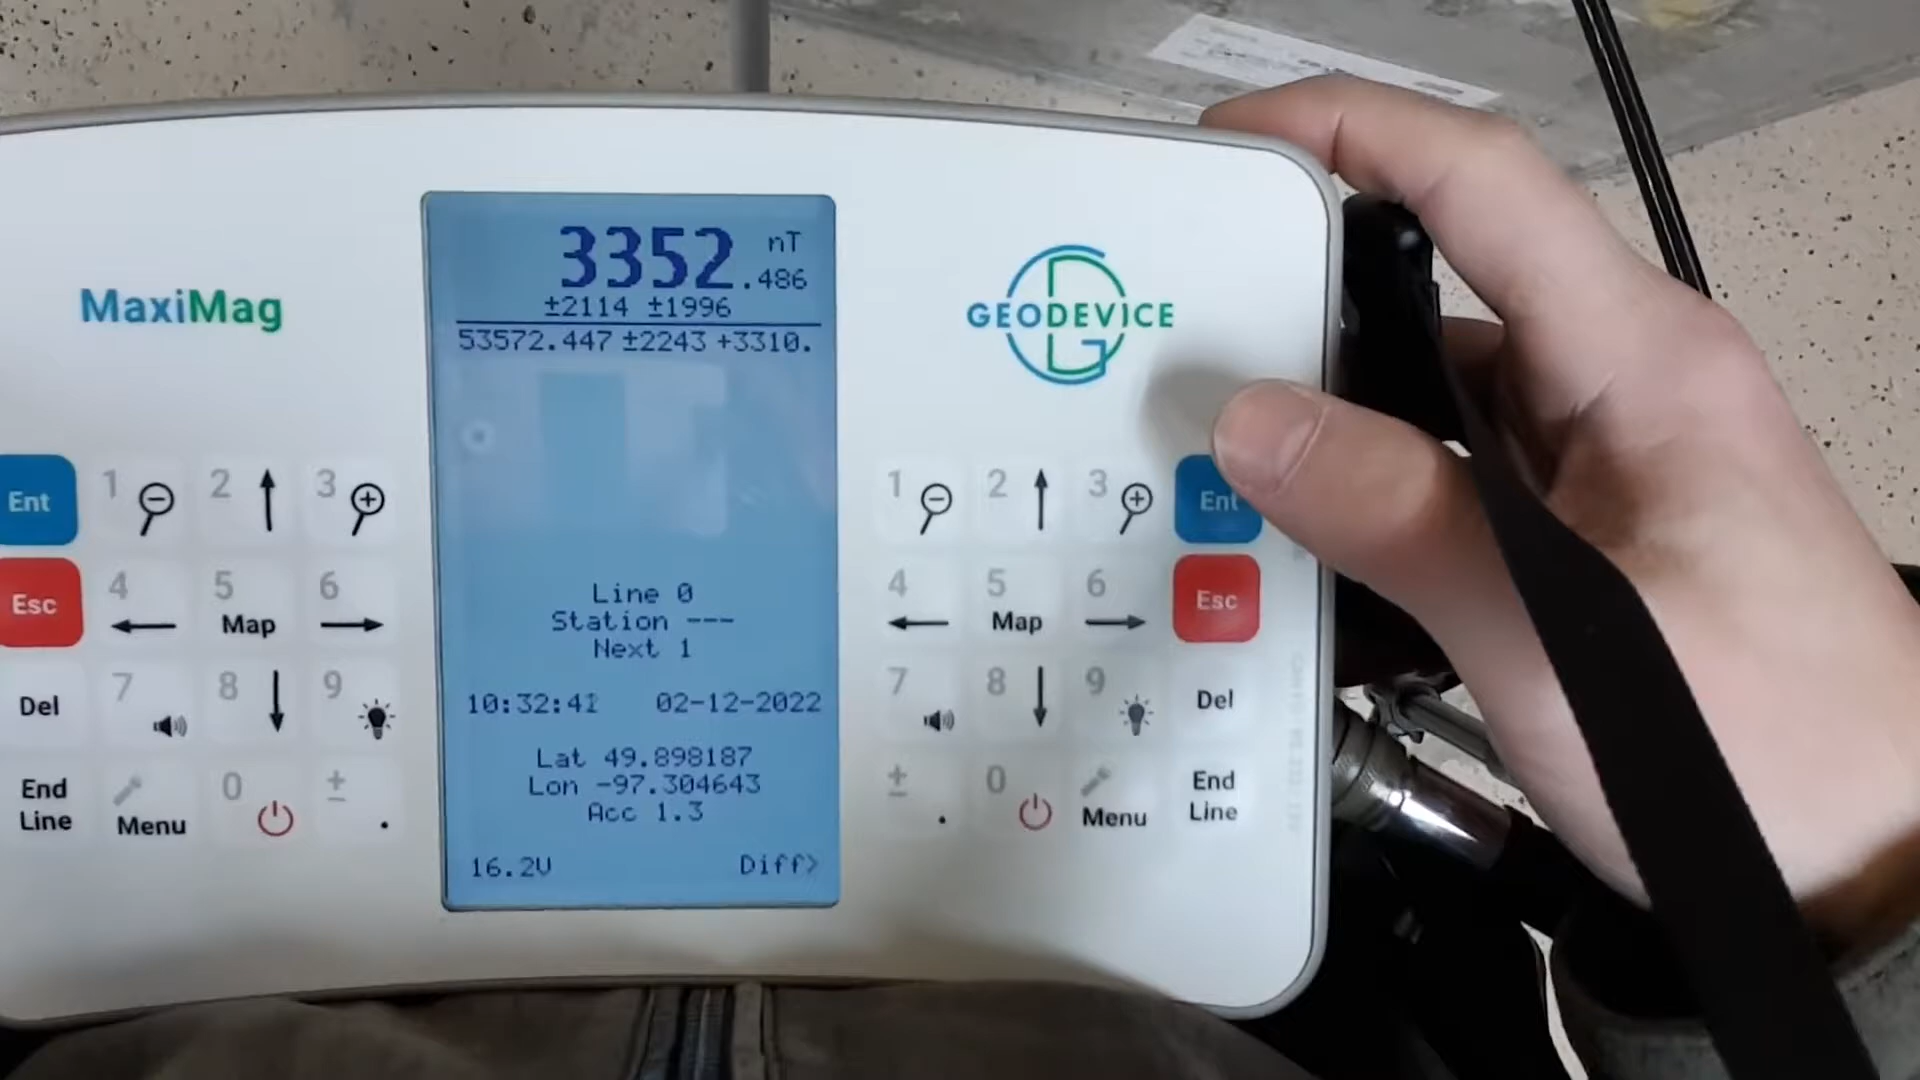 MaxiMag
3352.486 nT
±2114 ±1996
53572.447 ±2243 +3310.
Line 0
Station ---
Next 1
10:32:41 02-12-2022
Lat 49.898187
Lon -97.304643
Acc 1.3
16.2V Diff>
GEODEVICE
Ent 1 2 3
Esc 4 5 Map 6
Del 7 8 9
End Line Menu 0 ± .
1 2 3 Ent
4 5 Map 6 Esc
7 8 9 Del
± . 0 Menu End Line